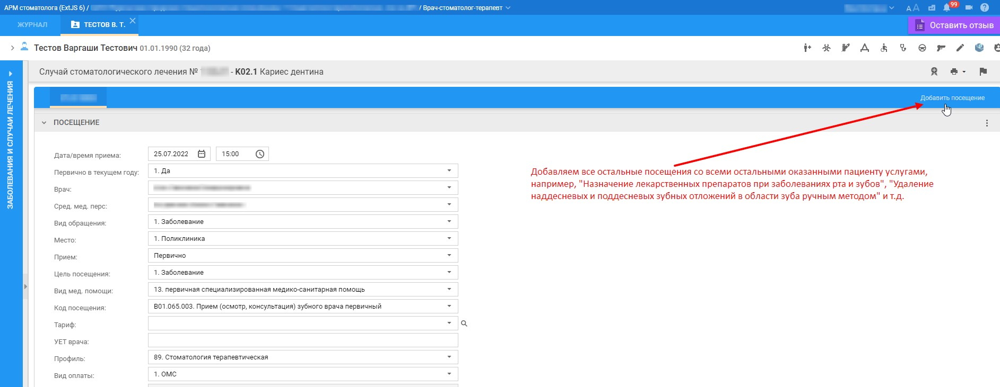 АРМ стоматолога (ExtJS 6) / / Врач-стоматолог-терапевт
AA 99
ЖУРНАЛ ТЕСТОВ В. Т. Оставить отзыв
Тестов Варгаши Тестович 01.01.1990 (32 года)
Случай стоматологического лечения № - K02.1 Кариес дентина
ЗАБОЛЕВАНИЯ И СЛУЧАИ ЛЕЧЕНИЯ
Добавить посещение
ПОСЕЩЕНИЕ
Дата/время приема: 25.07.2022 15:00
Первично в текущем году: 1. Да
Врач:
Сред. мед. перс:
Вид обращения: 1. Заболевание
Место: 1. Поликлиника
Прием: Первично
Цель посещения: 1. Заболевание
Вид мед. помощи: 13. первичная специализированная медико-санитарная помощь
Код посещения: B01.065.003. Прием (осмотр, консультация) зубного врача первичный
Тариф:
УЕТ врача:
Профиль: 89. Стоматология терапевтическая
Вид оплаты: 1. ОМС
Добавляем все остальные посещения со всеми остальными оказанными пациенту услугами,
например, "Назначение лекарственных препаратов при заболеваниях рта и зубов", "Удаление
наддесневых и поддесневых зубных отложений в области зуба ручным методом" и т.д.